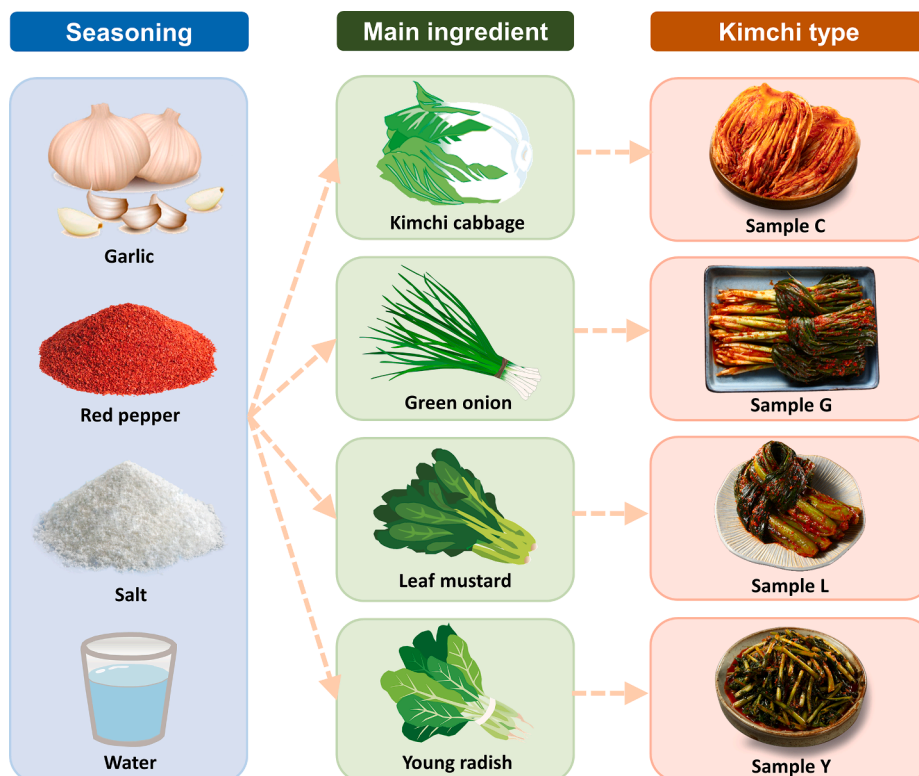 Seasoning
Main ingredient
Kimchi type
Garlic
Red pepper
Salt
Water
Kimchi cabbage
Green onion
Leaf mustard
Young radish
Sample C
Sample G
Sample L
Sample Y